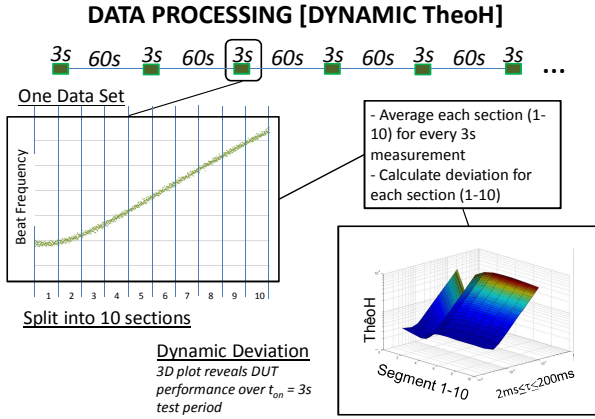 DATA PROCESSING [DYNAMIC TheoH]
3s 60s 3s 60s 3s 60s 3s 60s 3s 60s 3s ...
One Data Set
Beat Frequency
1 2 3 4 5 6 7 8 9 10
Split into 10 sections
- Average each section (1-
10) for every 3s
measurement
- Calculate deviation for
each section (1-10)
Dynamic Deviation
3D plot reveals DUT
performance over t_on = 3s
test period
ThêoH
Segment 1-10
2ms≤τ≤200ms